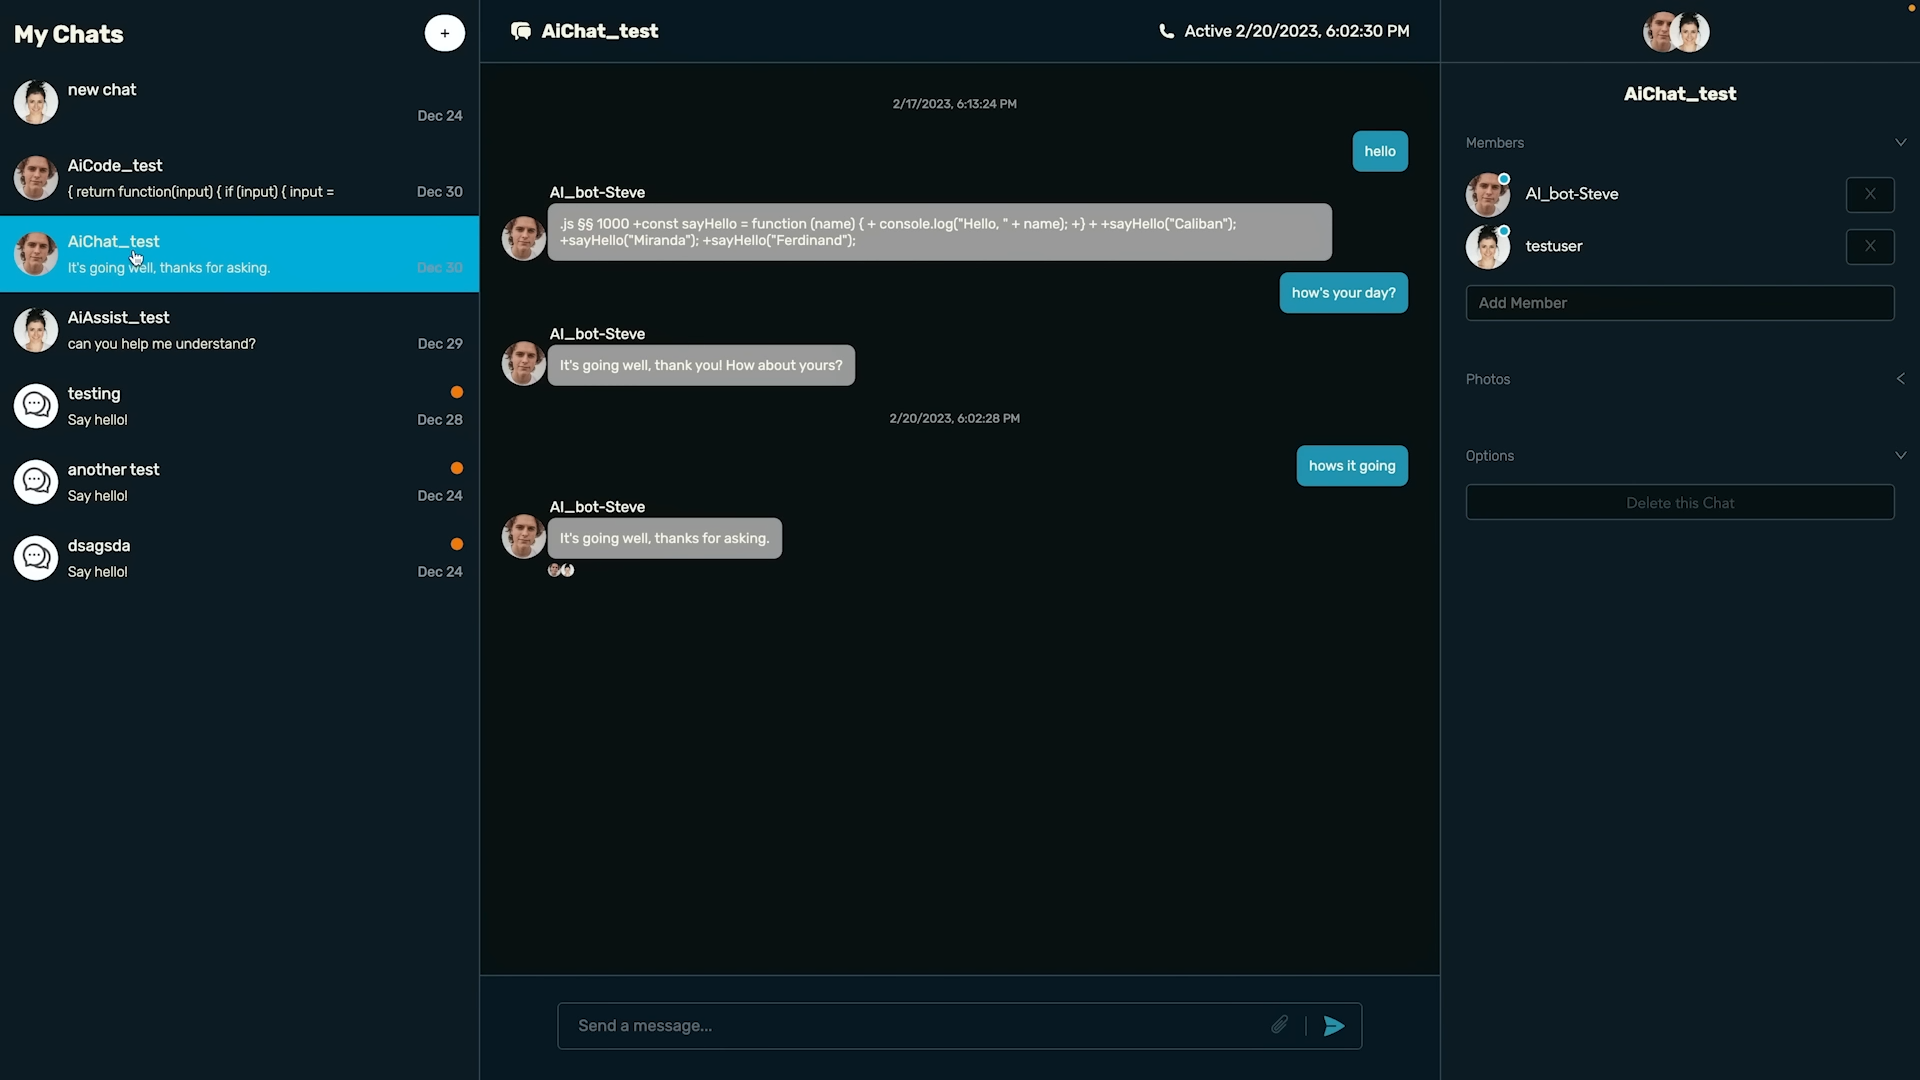 My Chats
+
new chat
Dec 24
AiCode_test
{ return function(input) { if (input) { input =
Dec 30
AiChat_test
It's going well, thanks for asking.
Dec 30
AiAssist_test
can you help me understand?
Dec 29
testing
Say hello!
Dec 28
another test
Say hello!
Dec 24
dsagsda
Say hello!
Dec 24
AiChat_test
Active 2/20/2023, 6:02:30 PM
2/17/2023, 6:13:24 PM
hello
AI_bot-Steve
.js §§ 1000 +const sayHello = function (name) { + console.log("Hello, " + name); +} + +sayHello("Caliban");
+sayHello("Miranda"); +sayHello("Ferdinand");
how's your day?
AI_bot-Steve
It's going well, thank you! How about yours?
2/20/2023, 6:02:28 PM
hows it going
AI_bot-Steve
It's going well, thanks for asking.
Send a message...
AiChat_test
Members
AI_bot-Steve
X
testuser
X
Add Member
Photos
Options
Delete this Chat